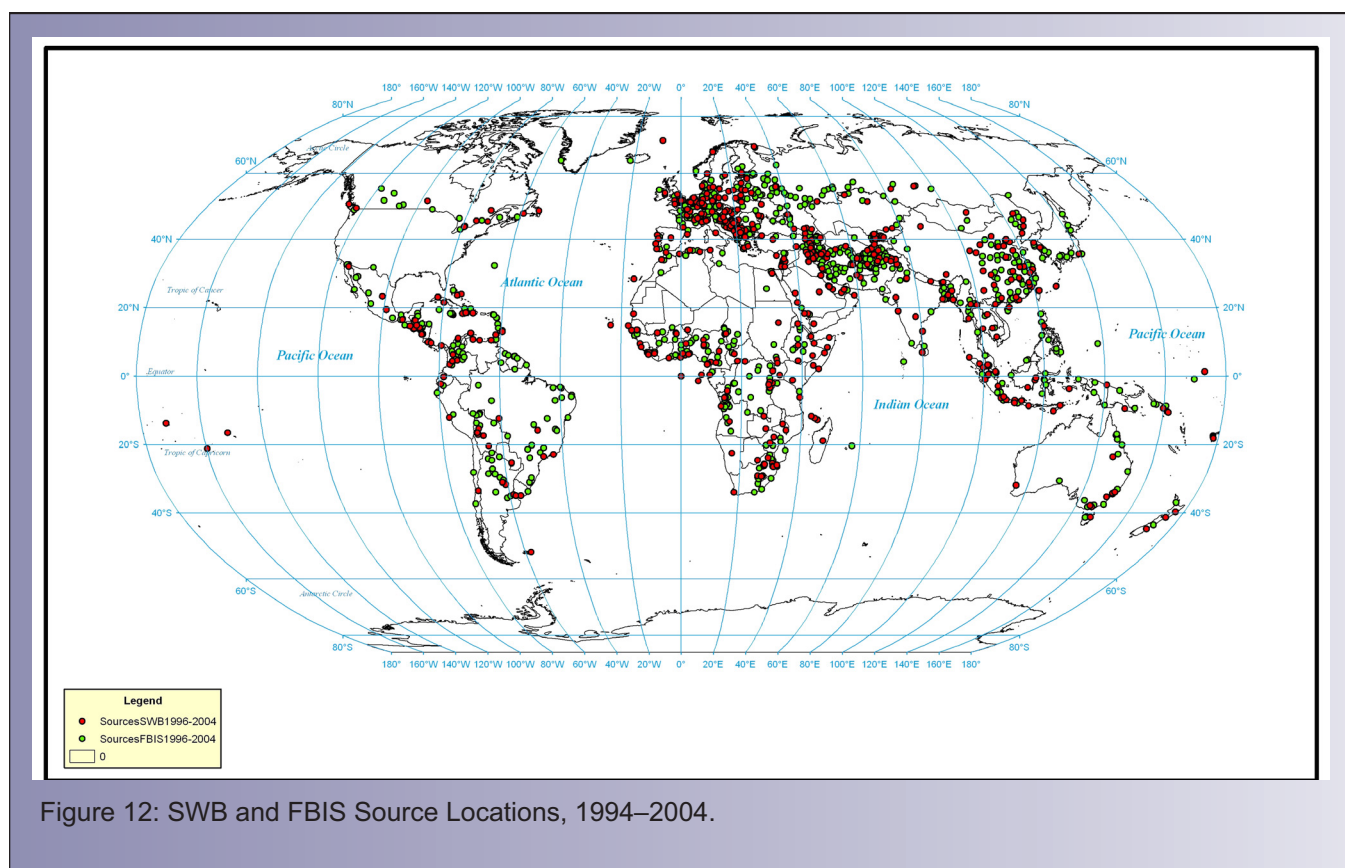 180° 160°W 140°W 120°W 100°W 80°W 60°W 40°W 20°W 0° 20°E 40°E 60°E 80°E 100°E 120°E 140°E 160°E 180°
80°N 80°N
Arctic Circle
60°N 60°N
40°N 40°N
Atlantic Ocean
Tropic of Cancer
20°N 20°N
Pacific Ocean Pacific Ocean
Equator
0° 0°
Indian Ocean
20°S 20°S
Tropic of Capricorn
40°S 40°S
60°S 60°S
Antarctic Circle
80°S 80°S
180° 160°W 140°W 120°W 100°W 80°W 60°W 40°W 20°W 0° 20°E 40°E 60°E 80°E 100°E 120°E 140°E 160°E 180°
Legend
SourcesSWB1996-2004
SourcesFBIS1996-2004
0
Figure 12: SWB and FBIS Source Locations, 1994–2004.